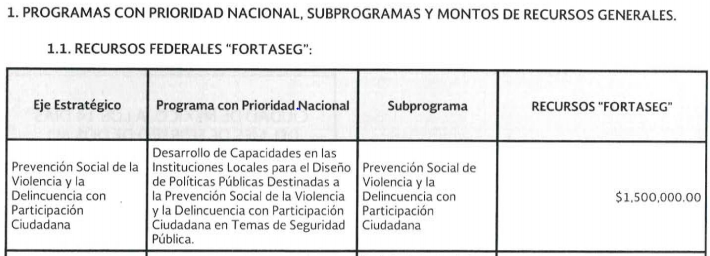 1. PROGRAMAS CON PRIORIDAD NACIONAL, SUBPROGRAMAS Y MONTOS DE RECURSOS GENERALES.
1.1. RECURSOS FEDERALES "FORTASEG":
Eje Estratégico
Programa con Prioridad Nacional
Subprograma
RECURSOS "FORTASEG"
Prevención Social de la
Violencia y la
Delincuencia con
Participación
Ciudadana
Desarrollo de Capacidades en las
Instituciones Locales para el Diseño
de Políticas Públicas Destinadas a
la Prevención Social de la Violencia
y la Delincuencia con Participación
Ciudadana en Temas de Seguridad
Pública.
Prevención Social de
Violencia y la
Delincuencia con
Participación
Ciudadana
$1,500,000.00